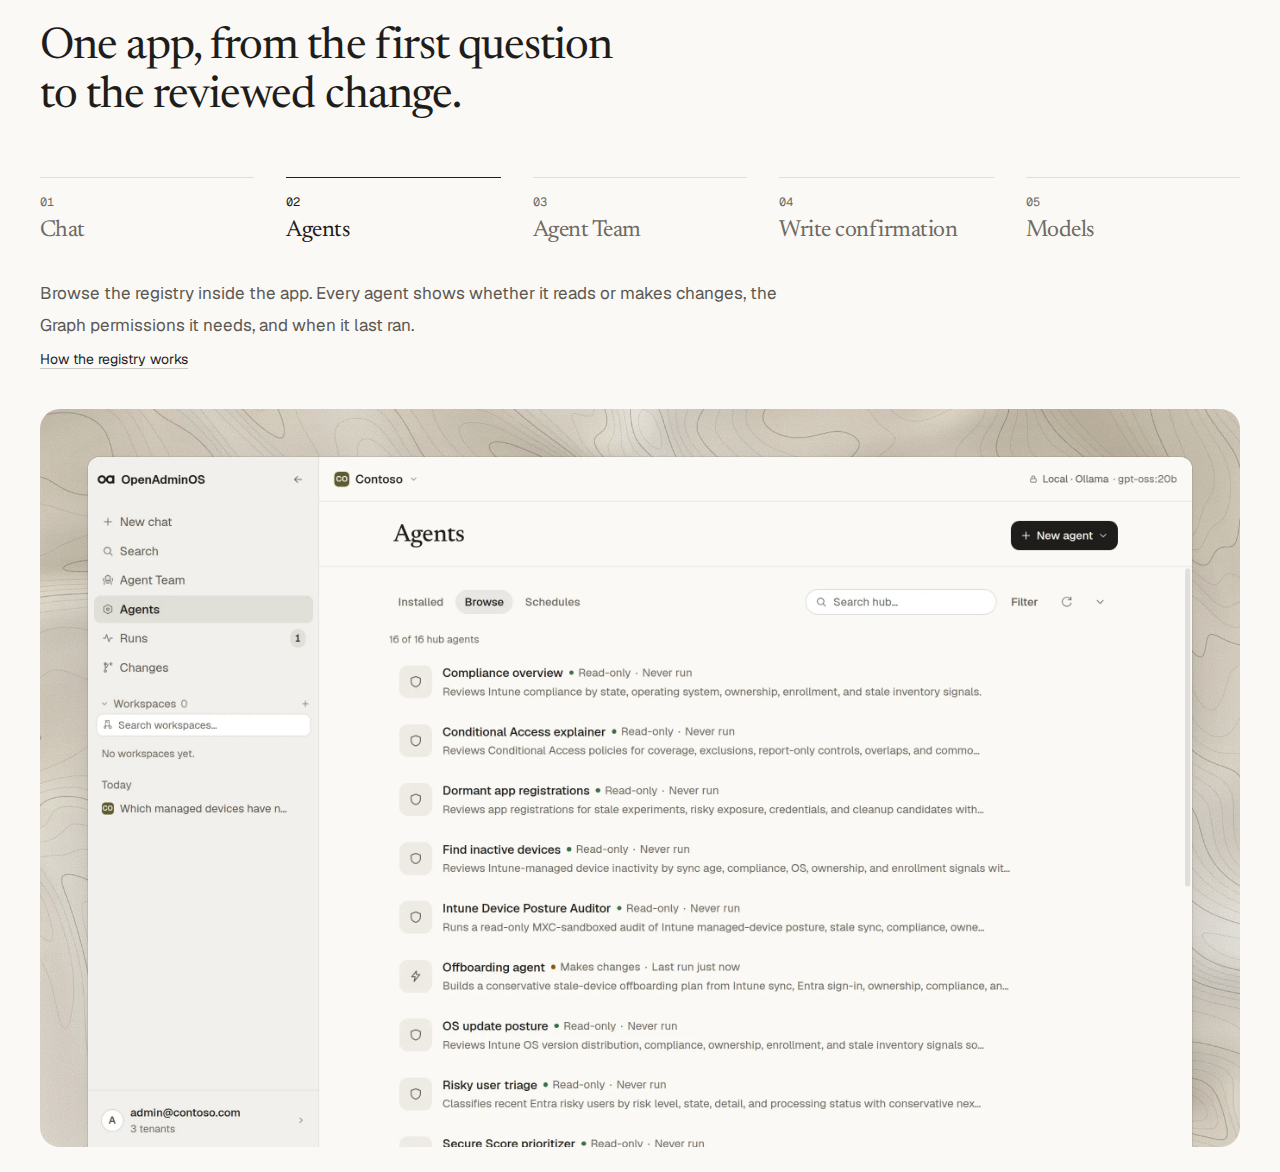 One app, from the first question
to the reviewed change.
01
Chat
02
Agents
03
Agent Team
04
Write confirmation
05
Models
Browse the registry inside the app. Every agent shows whether it reads or makes changes, the
Graph permissions it needs, and when it last ran.
How the registry works
oa OpenAdminOS
New chat
Search
Agent Team
Agents
Runs 1
Changes
Workspaces 0
Search workspaces...
No workspaces yet.
Today
CO Which managed devices have n...
A admin@contoso.com
3 tenants
CO Contoso
Local · Ollama · gpt-oss:20b
Agents
New agent
Installed Browse Schedules
Search hub...
Filter
16 of 16 hub agents
Compliance overview • Read-only · Never run
Reviews Intune compliance by state, operating system, ownership, enrollment, and stale inventory signals.
Conditional Access explainer • Read-only · Never run
Reviews Conditional Access policies for coverage, exclusions, report-only controls, overlaps, and commo...
Dormant app registrations • Read-only · Never run
Reviews app registrations for stale experiments, risky exposure, credentials, and cleanup candidates with...
Find inactive devices • Read-only · Never run
Reviews Intune-managed device inactivity by sync age, compliance, OS, ownership, and enrollment signals wit...
Intune Device Posture Auditor • Read-only · Never run
Runs a read-only MXC-sandboxed audit of Intune managed-device posture, stale sync, compliance, owne...
Offboarding agent • Makes changes · Last run just now
Builds a conservative stale-device offboarding plan from Intune sync, Entra sign-in, ownership, compliance, an...
OS update posture • Read-only · Never run
Reviews Intune OS version distribution, compliance, ownership, enrollment, and stale inventory signals so...
Risky user triage • Read-only · Never run
Classifies recent Entra risky users by risk level, state, detail, and processing status with conservative nex...
Secure Score prioritizer • Read-only · Never run